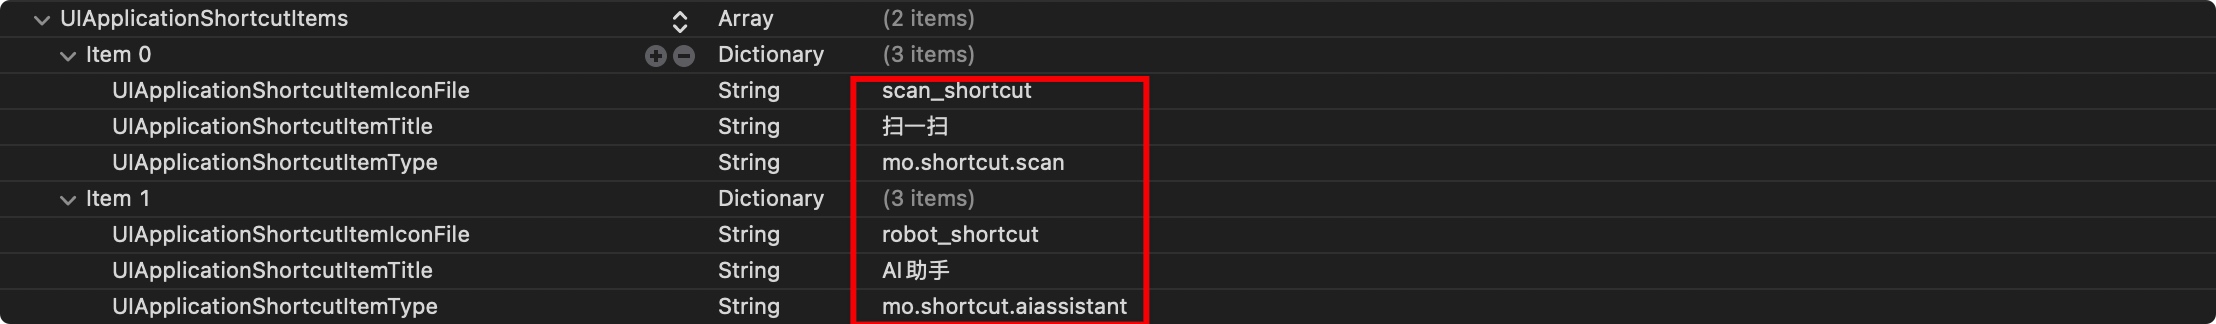 UIApplicationShortcutItems Array (2 items)
Item 0 Dictionary (3 items)
UIApplicationShortcutItemIconFile String scan_shortcut
UIApplicationShortcutItemTitle String 扫一扫
UIApplicationShortcutItemType String mo.shortcut.scan
Item 1 Dictionary (3 items)
UIApplicationShortcutItemIconFile String robot_shortcut
UIApplicationShortcutItemTitle String AI助手
UIApplicationShortcutItemType String mo.shortcut.aiassistant